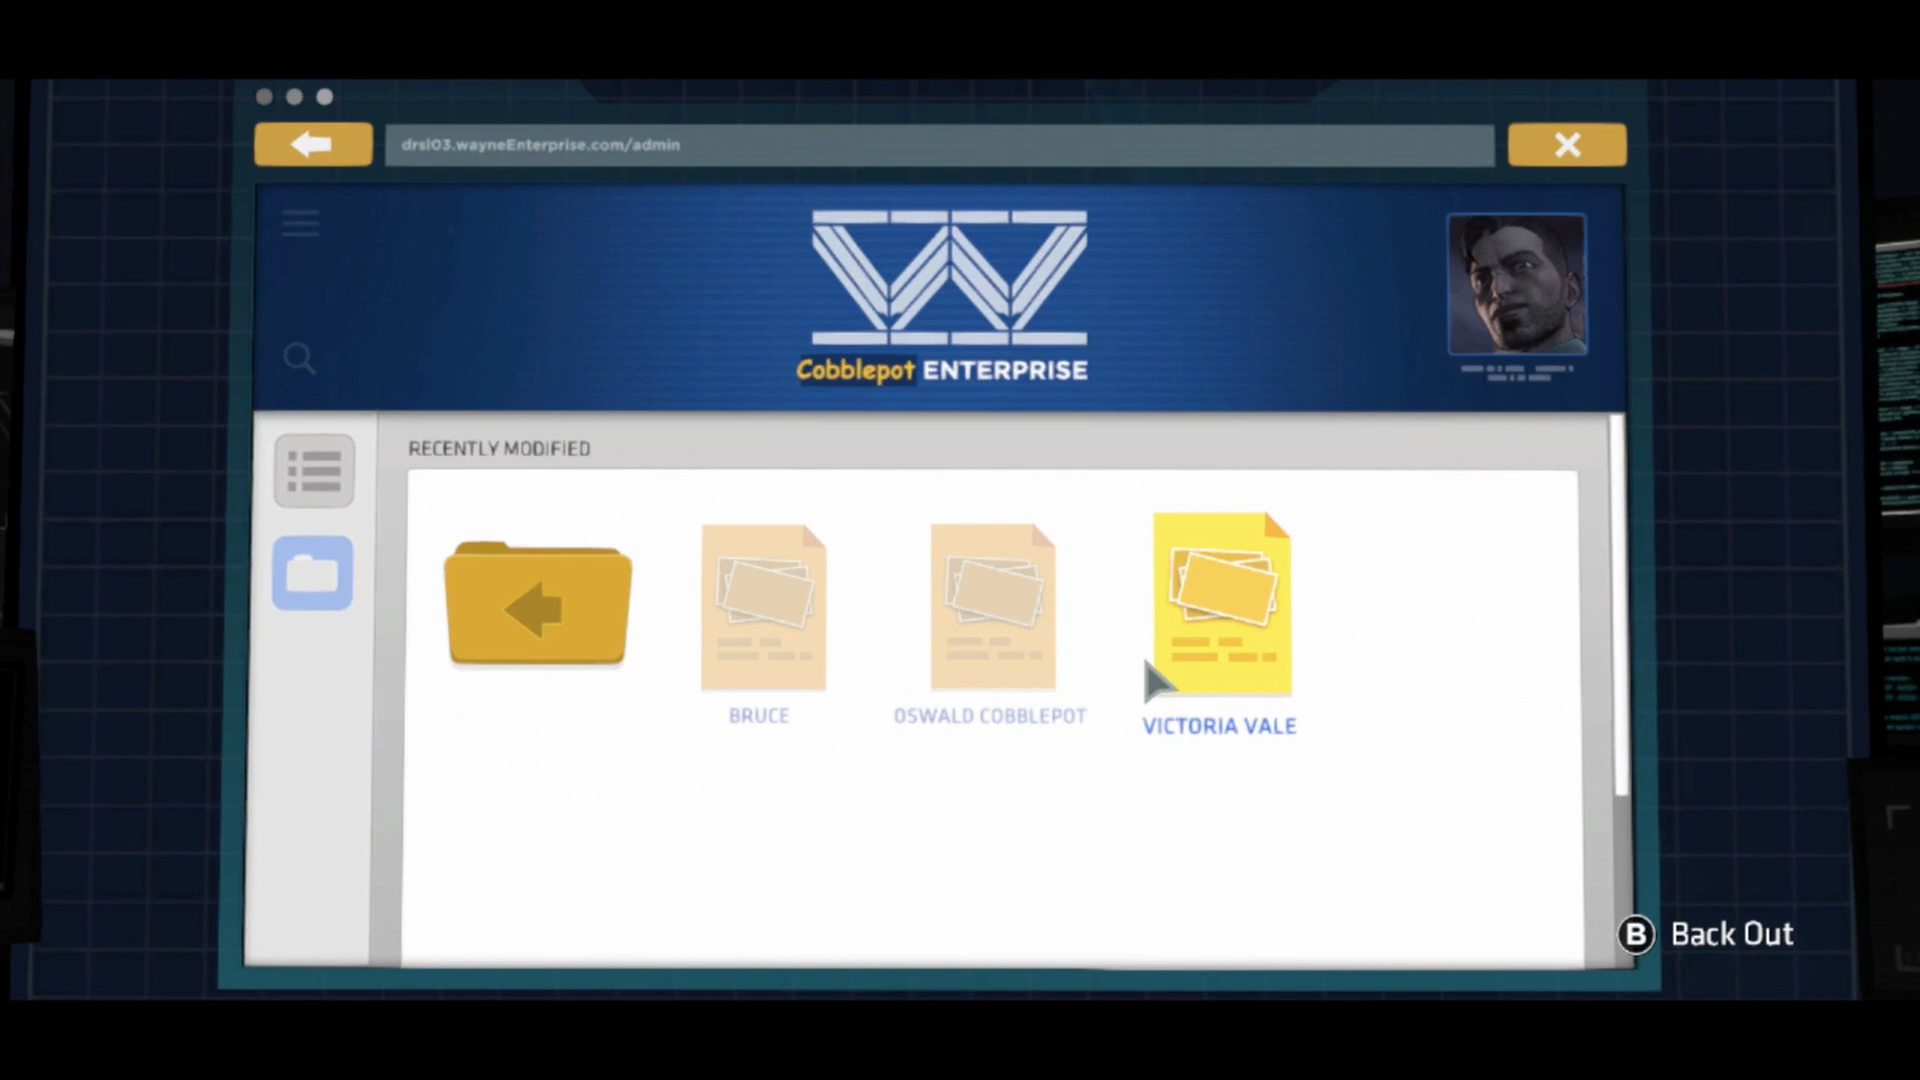 drsl03.wayneEnterprise.com/admin
Cobblepot ENTERPRISE
RECENTLY MODIFIED
BRUCE
OSWALD COBBLEPOT
VICTORIA VALE
B Back Out